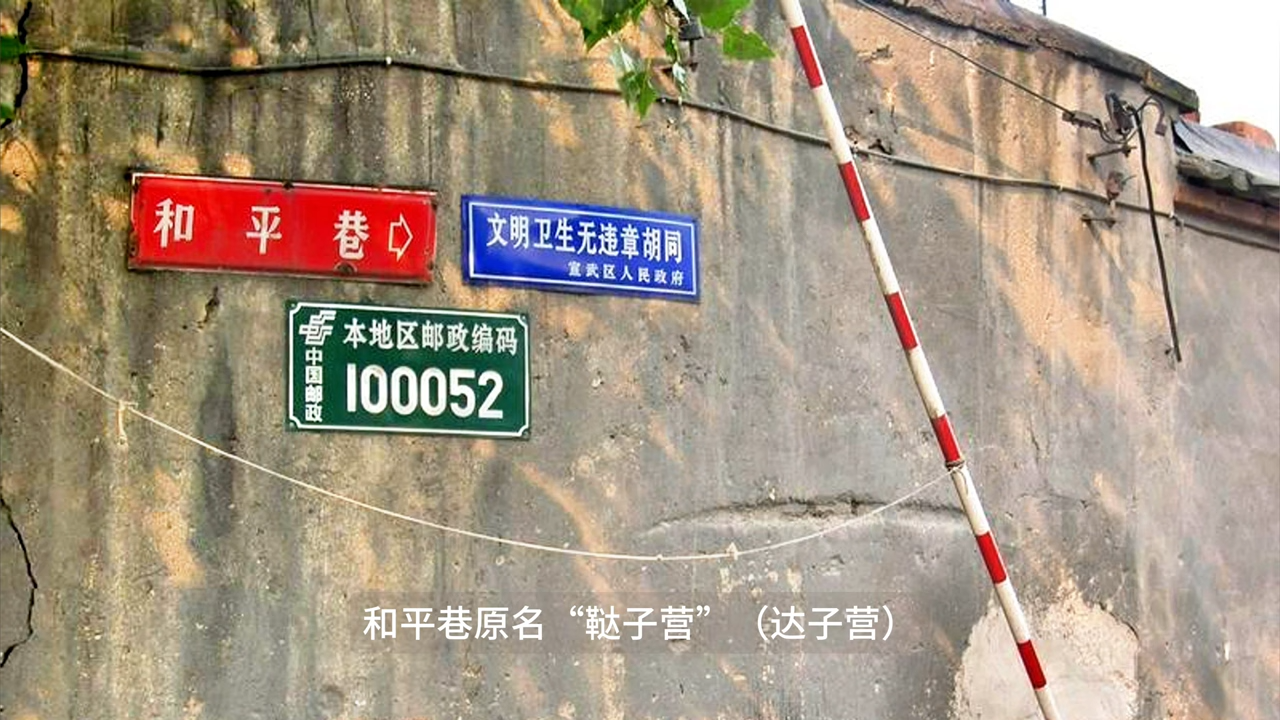 和平巷⇨
文明卫生无违章胡同
宣武区人民政府
中国邮政
本地区邮政编码
100052
和平巷原名“鞑子营”（达子营）